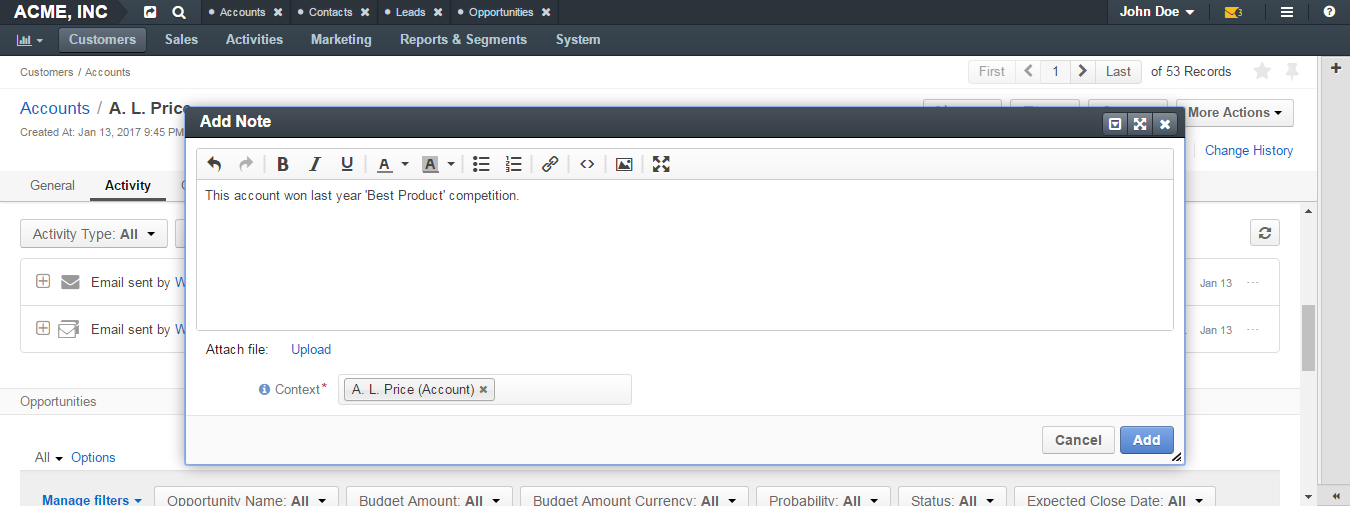 ACME, INC Accounts Contacts Leads Opportunities John Doe 3
Customers Sales Activities Marketing Reports & Segments System
Customers / Accounts First 1 Last of 53 Records
Accounts / A. L. Price More Actions
Created At: Jan 13, 2017 9:45 PM Change History
Add Note
General Activity
B I U A A
This account won last year 'Best Product' competition.
Activity Type: All
Email sent by W Jan 13 ...
Email sent by W Jan 13 ...
Attach file: Upload
Context* A. L. Price (Account)
Opportunities
Cancel Add
All Options
Manage filters Opportunity Name: All Budget Amount: All Budget Amount Currency: All Probability: All Status: All Expected Close Date: All